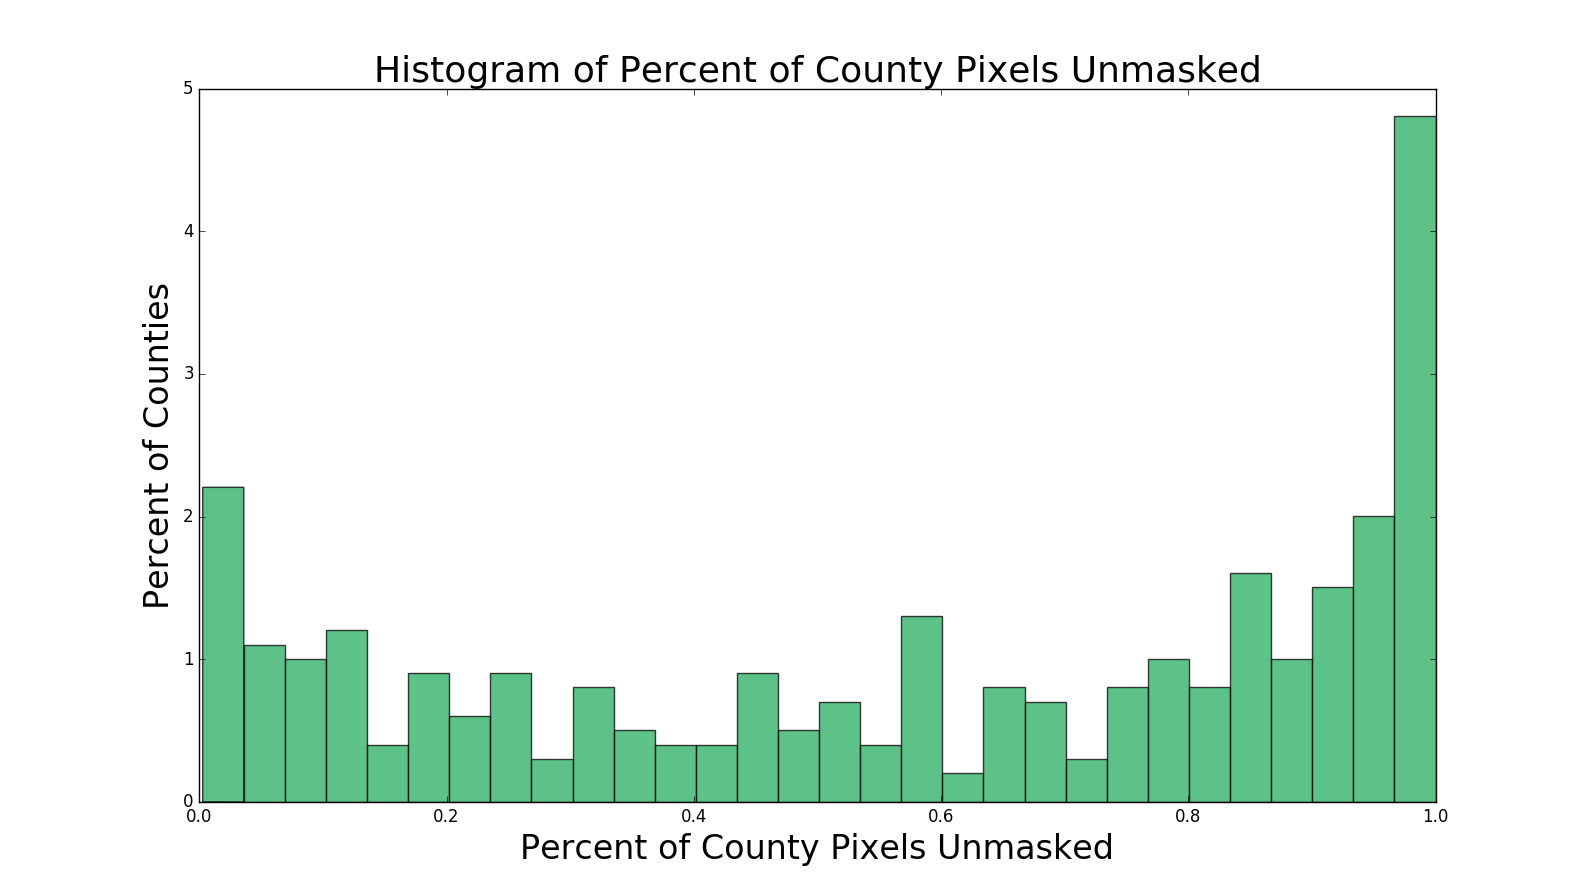 Histogram of Percent of County Pixels Unmasked
5
4
3
2
1
0
Percent of Counties
0.0 0.2 0.4 0.6 0.8 1.0
Percent of County Pixels Unmasked